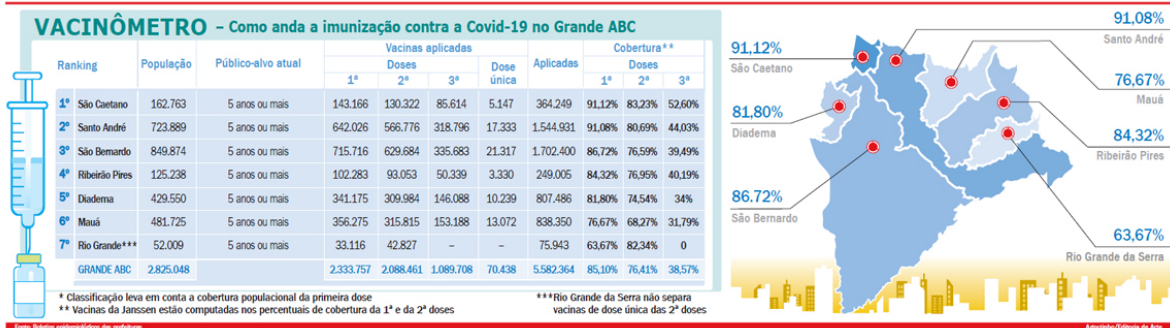 VACINÔMETRO – Como anda a imunização contra a Covid-19 no Grande ABC
Ranking População Público-alvo atual Vacinas aplicadas Aplicadas Cobertura**
Doses Dose única Doses
1ª 2ª 3ª 1ª 2ª 3ª
1º São Caetano 162.763 5 anos ou mais 143.166 130.322 85.614 5.147 364.249 91,12% 83,23% 52,60%
2º Santo André 723.889 5 anos ou mais 642.026 566.776 318.796 17.333 1.544.931 91,08% 80,69% 44,03%
3º São Bernardo 849.874 5 anos ou mais 715.716 629.684 335.683 21.317 1.702.400 86,72% 76,59% 39,49%
4º Ribeirão Pires 125.238 5 anos ou mais 102.283 93.053 50.339 3.330 249.005 84,32% 76,95% 40,19%
5º Diadema 429.550 5 anos ou mais 341.175 309.984 146.088 10.239 807.486 81,80% 74,54% 34%
6º Mauá 481.725 5 anos ou mais 356.275 315.815 153.188 13.072 838.350 76,67% 68,27% 31,79%
7º Rio Grande*** 52.009 5 anos ou mais 33.116 42.827 – – 75.943 63,67% 82,34% 0
GRANDE ABC 2.825.048 2.333.757 2.088.461 1.089.708 70.438 5.582.364 85,10% 76,41% 38,57%
* Classificação leva em conta a cobertura populacional da primeira dose
** Vacinas da Janssen estão computadas nos percentuais de cobertura da 1ª e da 2ª doses
***Rio Grande da Serra não separa
vacinas de dose única das 2ª doses
91,12%
São Caetano
81,80%
Diadema
86.72%
São Bernardo
91,08%
Santo André
76,67%
Mauá
84,32%
Ribeirão Pires
63,67%
Rio Grande da Serra
Fonte: Boletins epidemiológicos das prefeituras
Agostinho/Editoria de Arte